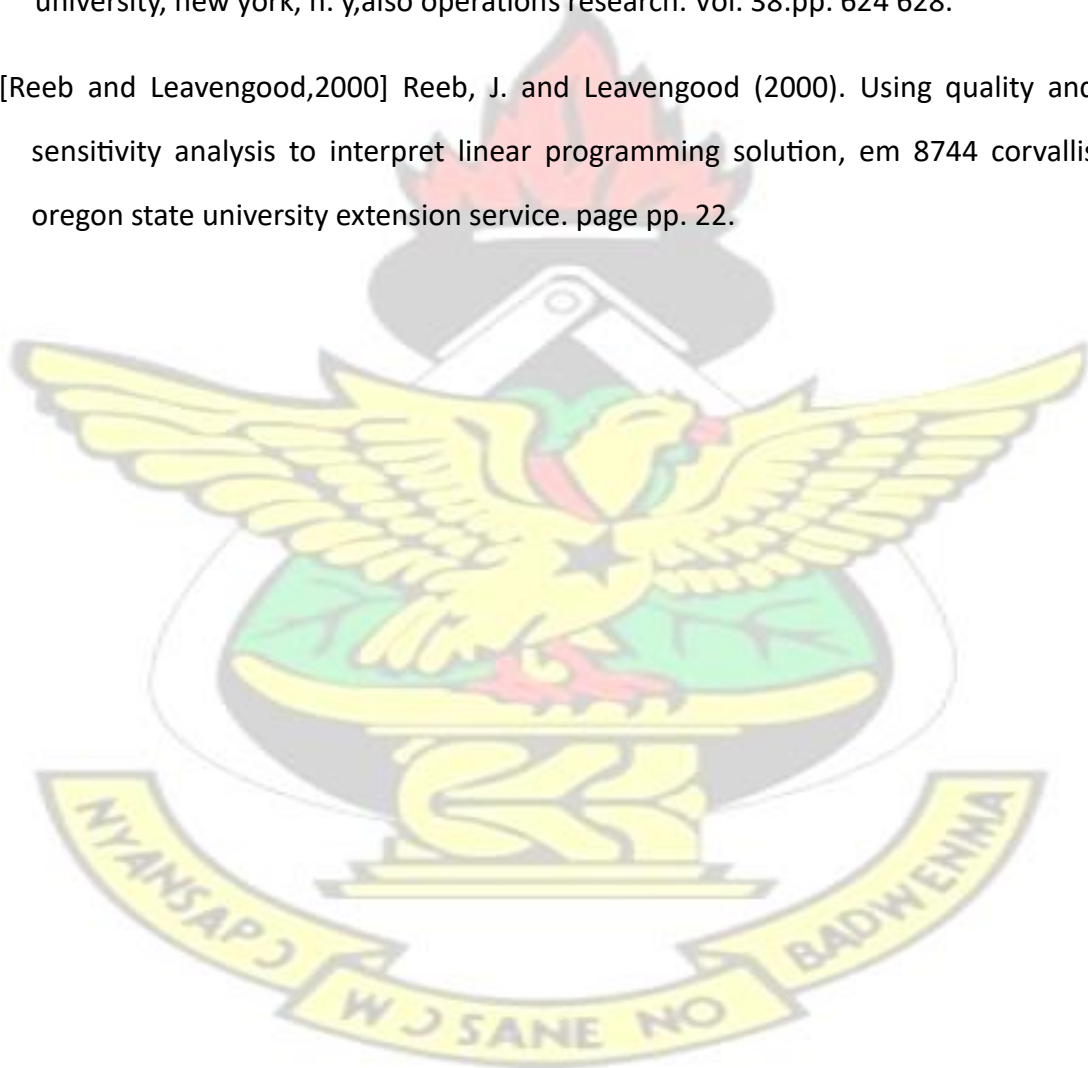 university, new york, n. y,also operations research. Vol. 38.pp. 624 628.
[Reeb and Leavengood,2000] Reeb, J. and Leavengood (2000). Using quality and
sensitivity analysis to interpret linear programming solution, em 8744 corvallis
oregon state university extension service. page pp. 22.
NYANSAPƆ
WƆSANE NO
BADWENMA